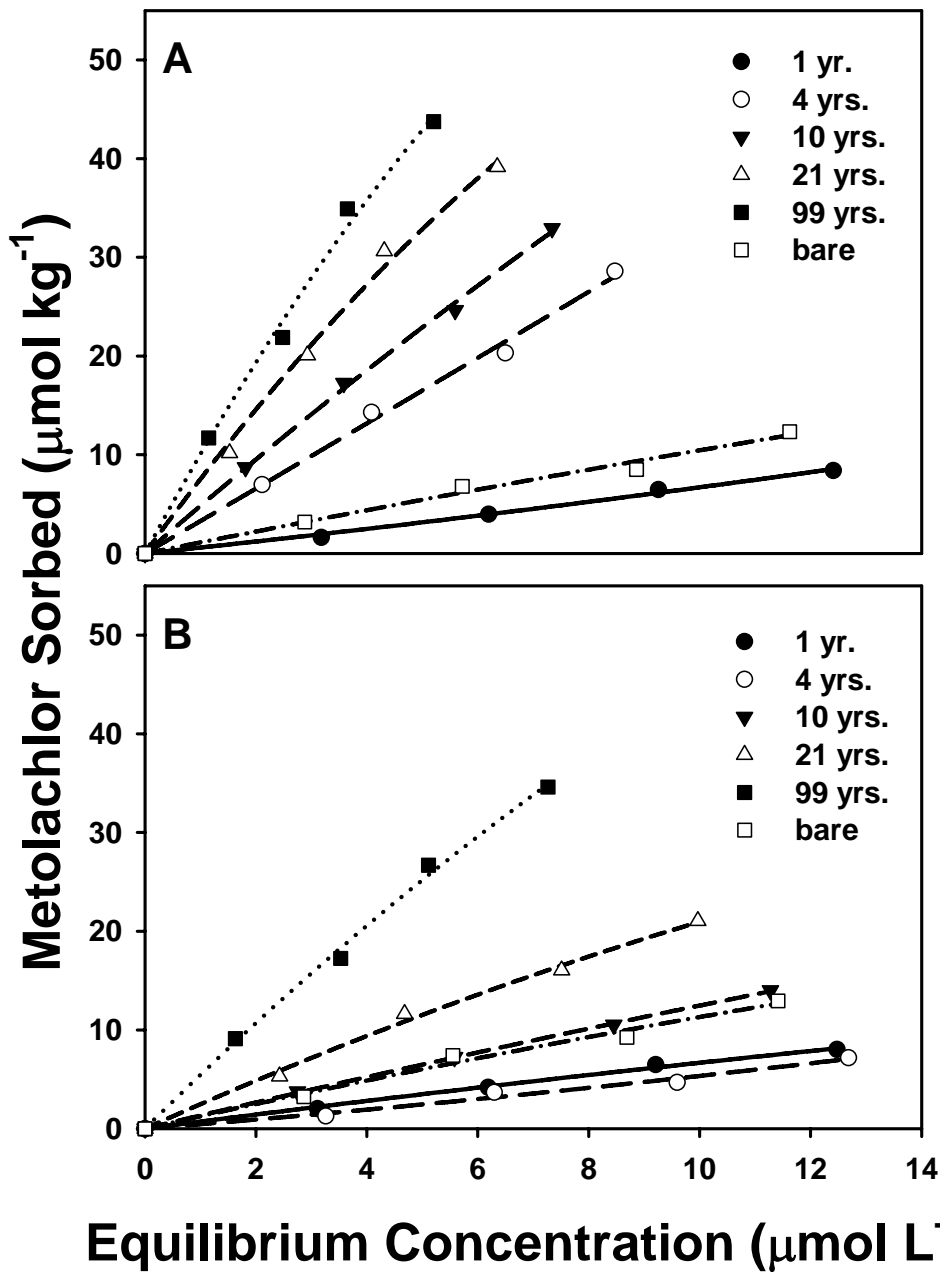 Metolachlor Sorbed (μmol kg⁻¹)
A
50
40
30
20
10
0
1 yr.
4 yrs.
10 yrs.
21 yrs.
99 yrs.
bare
B
50
40
30
20
10
0
1 yr.
4 yrs.
10 yrs.
21 yrs.
99 yrs.
bare
0 2 4 6 8 10 12 14
Equilibrium Concentration (μmol L